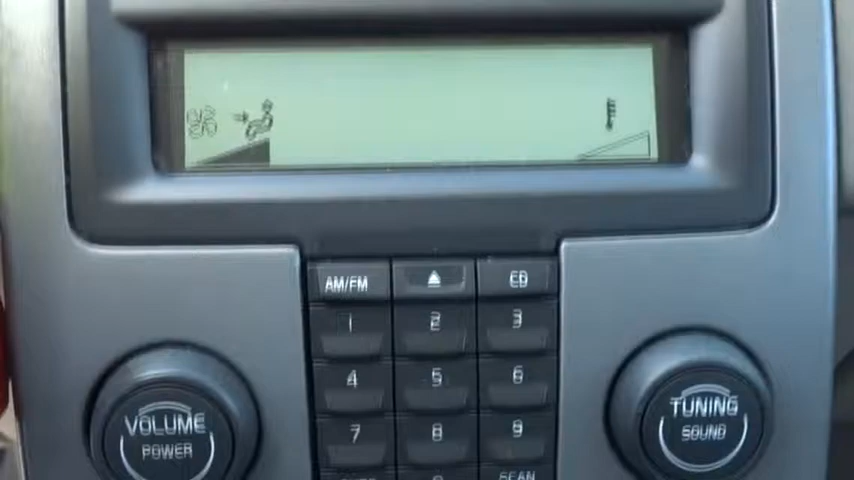 AM/FM CD
1 2 3
4 5 6
7 8 9
SCAN
VOLUME
POWER
TUNING
SOUND